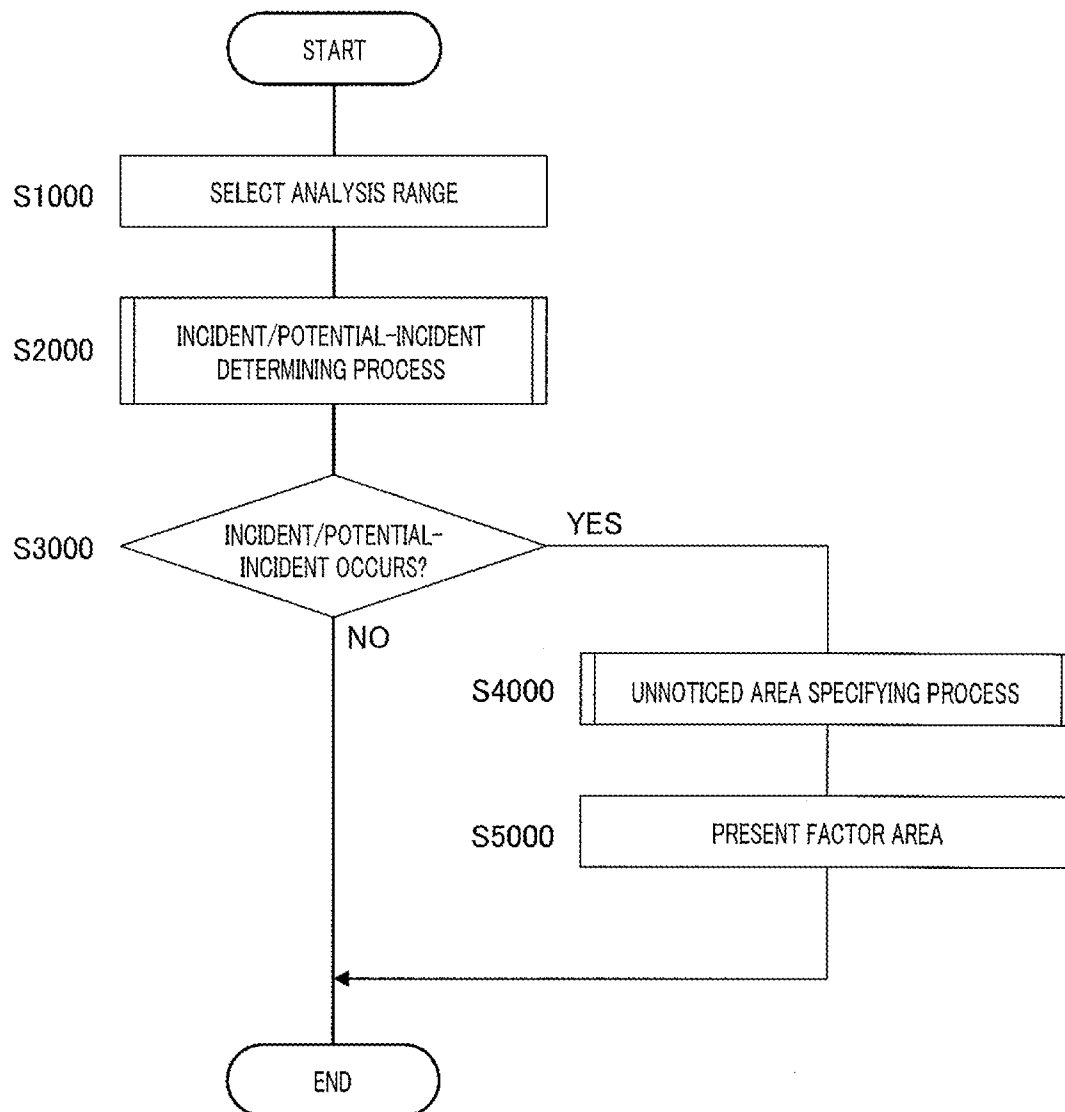 START
S1000
SELECT ANALYSIS RANGE
S2000
INCIDENT/POTENTIAL-INCIDENT
DETERMINING PROCESS
S3000
INCIDENT/POTENTIAL-
INCIDENT OCCURS?
YES
NO
S4000
UNNOTICED AREA SPECIFYING PROCESS
S5000
PRESENT FACTOR AREA
END